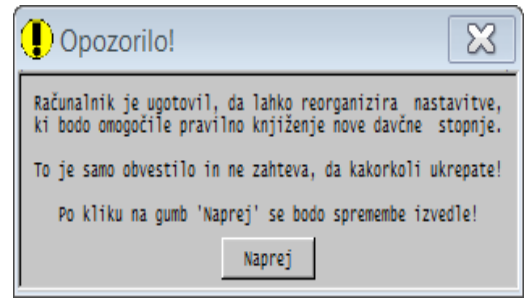 Opozorilo!
Računalnik je ugotovil, da lahko reorganizira nastavitve,
ki bodo omogočile pravilno knjiženje nove davčne stopnje.
To je samo obvestilo in ne zahteva, da kakorkoli ukrepate!
Po kliku na gumb 'Naprej' se bodo spremembe izvedle!
Naprej